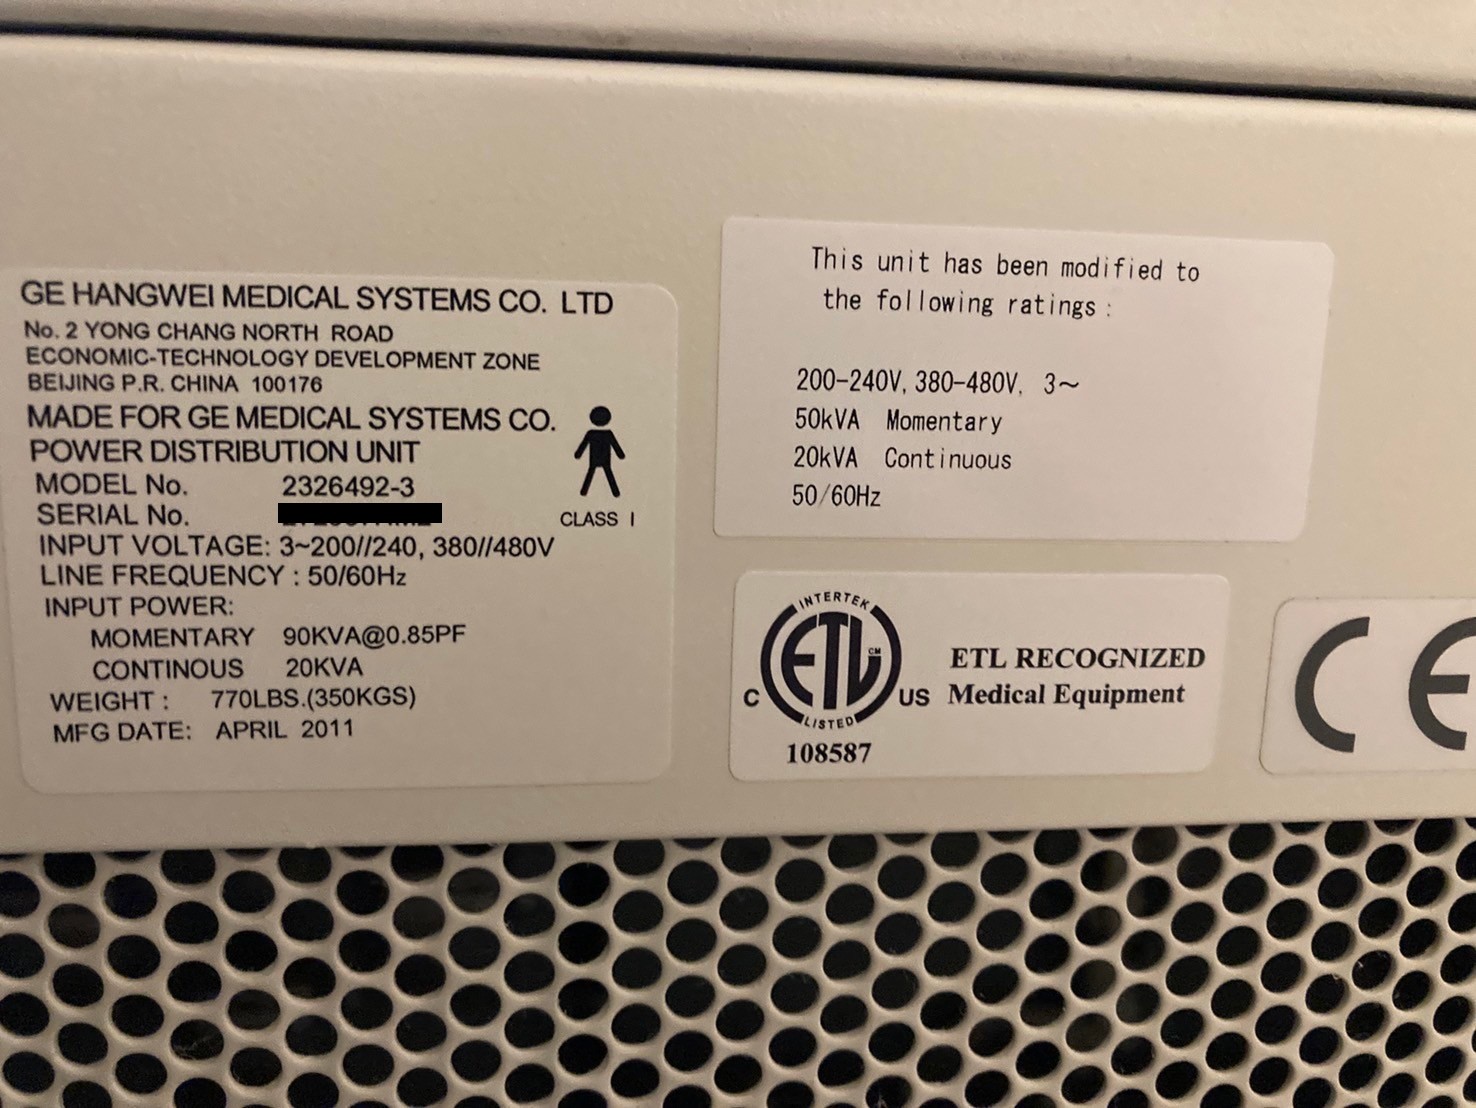 GE HANGWEI MEDICAL SYSTEMS CO. LTD
No. 2 YONG CHANG NORTH ROAD
ECONOMIC-TECHNOLOGY DEVELOPMENT ZONE
BEIJING P.R. CHINA 100176
MADE FOR GE MEDICAL SYSTEMS CO.
POWER DISTRIBUTION UNIT
MODEL No. 2326492-3
SERIAL No.
CLASS I
INPUT VOLTAGE: 3~200//240, 380//480V
LINE FREQUENCY : 50/60Hz
INPUT POWER:
MOMENTARY 90KVA@0.85PF
CONTINOUS 20KVA
WEIGHT : 770LBS.(350KGS)
MFG DATE: APRIL 2011
This unit has been modified to
the following ratings :
200-240V, 380-480V, 3~
50kVA Momentary
20kVA Continuous
50/60Hz
INTERTEK
ETL CM
LISTED
C US
108587
ETL RECOGNIZED
Medical Equipment
CE